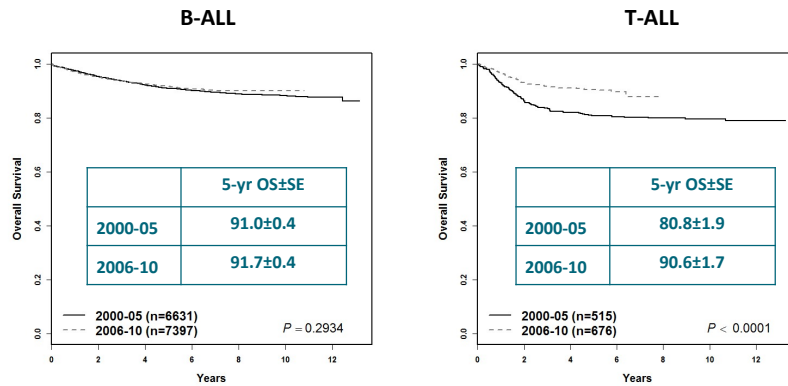 B-ALL
Overall Survival
1.0
0.8
0.6
0.4
0.2
0.0
5-yr OS±SE
2000-05 91.0±0.4
2006-10 91.7±0.4
2000-05 (n=6631)
2006-10 (n=7397)
P = 0.2934
0 2 4 6 8 10 12
Years
T-ALL
Overall Survival
1.0
0.8
0.6
0.4
0.2
0.0
5-yr OS±SE
2000-05 80.8±1.9
2006-10 90.6±1.7
2000-05 (n=515)
2006-10 (n=676)
P < 0.0001
0 2 4 6 8 10 12
Years